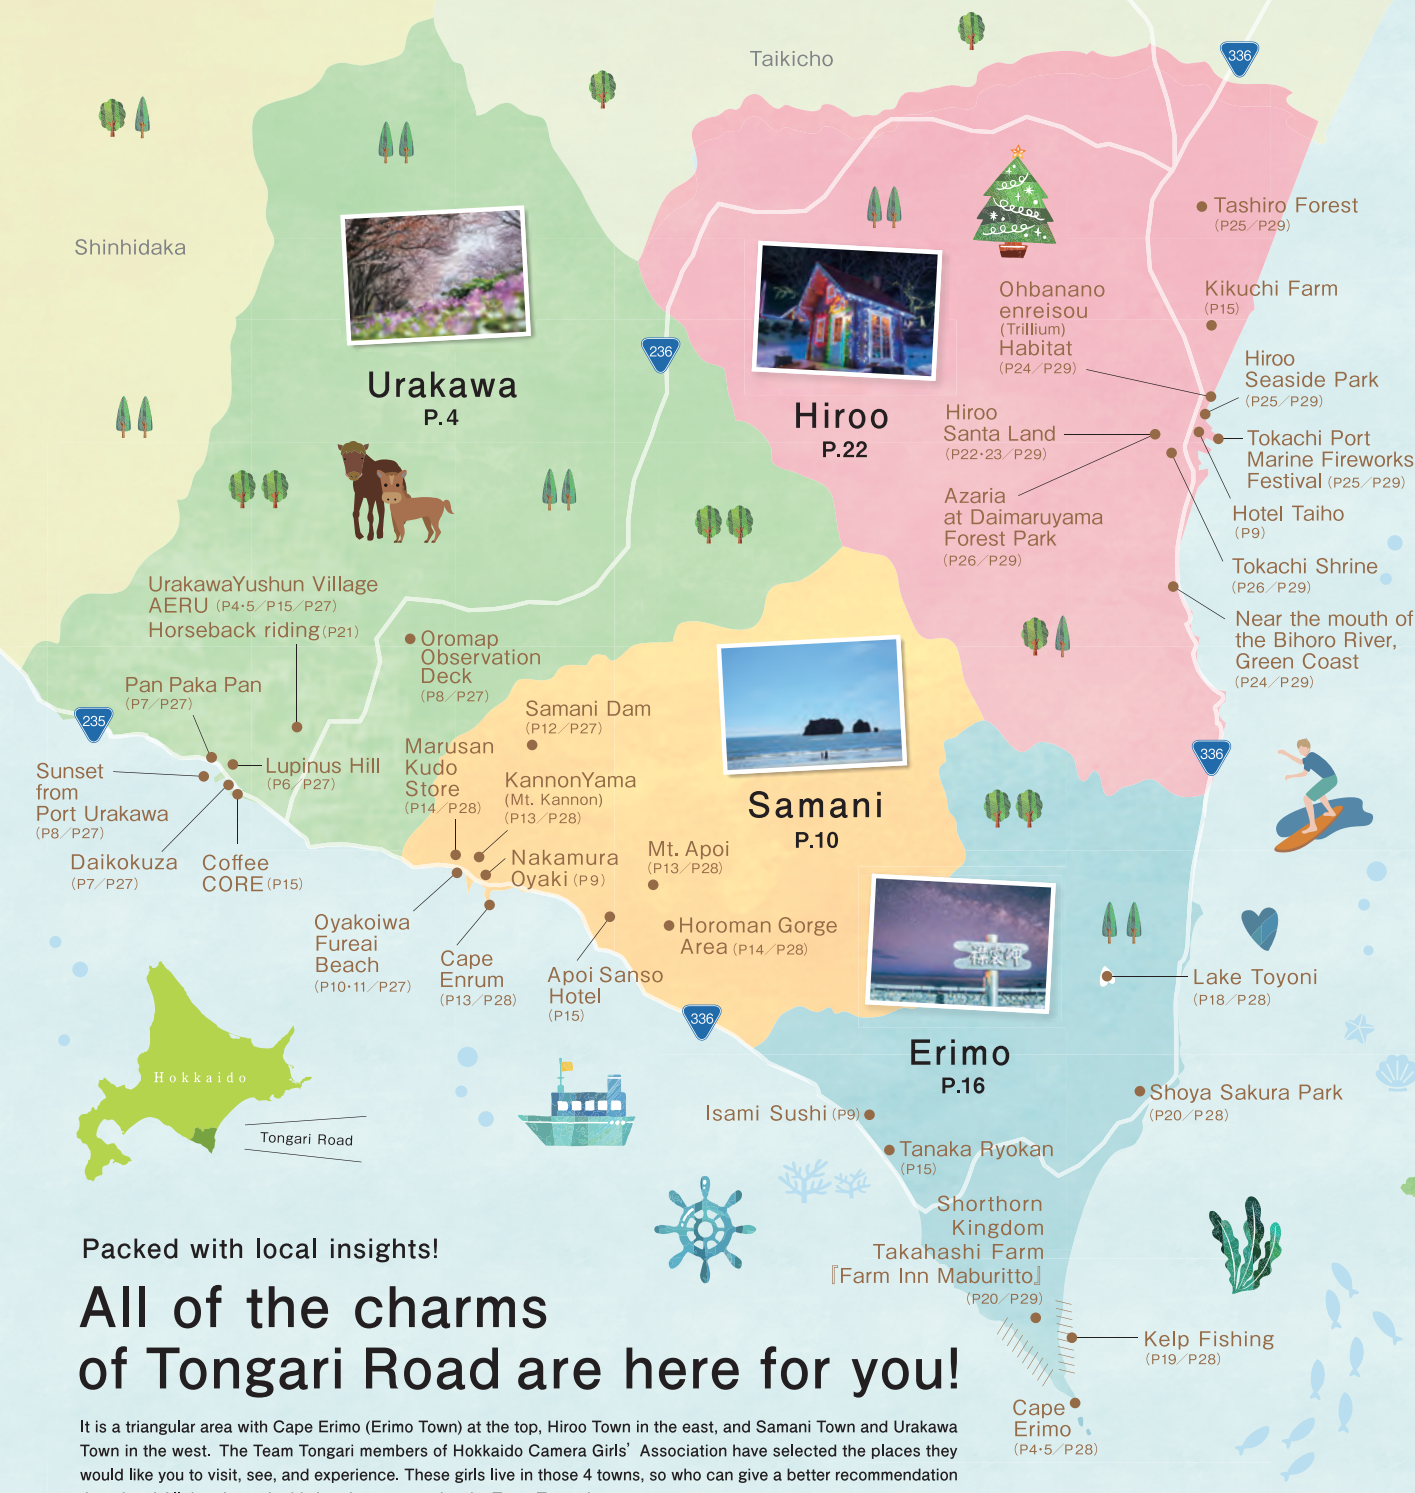 Taikicho
336
Shinhidaka
Tashiro Forest
(P25／P29)
Kikuchi Farm
(P15)
Ohbanano
enreisou
(Trillium)
Habitat
(P24／P29)
236
Hiroo
Seaside Park
(P25／P29)
Urakawa
P.4
Hiroo
P.22
Hiroo
Santa Land
(P22・23／P29)
Tokachi Port
Marine Fireworks
Festival (P25／P29)
Azaria
at Daimaruyama
Forest Park
(P26／P29)
Hotel Taiho
(P9)
Tokachi Shrine
(P26／P29)
UrakawaYushun Village
AERU (P4・5／P15／P27)
Horseback riding(P21)
Near the mouth of
the Bihoro River,
Green Coast
(P24／P29)
Oromap
Observation
Deck
(P8／P27)
Pan Paka Pan
(P7／P27)
235
Samani Dam
(P12／P27)
Marusan
Kudo
Store
(P14／P28)
336
Sunset
from
Port Urakawa
(P8／P27)
Lupinus Hill
(P6／P27)
KannonYama
(Mt. Kannon)
(P13／P28)
Samani
P.10
Daikokuza
(P7／P27)
Coffee
CORE(P15)
Nakamura
Oyaki (P9)
Mt. Apoi
(P13／P28)
Oyakoiwa
Fureai
Beach
(P10・11／P27)
Cape
Enrum
(P13／P28)
Apoi Sanso
Hotel
(P15)
Horoman Gorge
Area (P14／P28)
Lake Toyoni
(P18／P28)
336
Erimo
P.16
Hokkaido
Tongari Road
Isami Sushi (P9)
Shoya Sakura Park
(P20／P28)
Tanaka Ryokan
(P15)
Shorthorn
Kingdom
Takahashi Farm
『Farm Inn Maburitto』
(P20／P29)
Kelp Fishing
(P19／P28)
Cape
Erimo
(P4・5／P28)
Packed with local insights!
All of the charms
of Tongari Road are here for you!
It is a triangular area with Cape Erimo (Erimo Town) at the top, Hiroo Town in the east, and Samani Town and Urakawa
Town in the west. The Team Tongari members of Hokkaido Camera Girls' Association have selected the places they
would like you to visit, see, and experience. These girls live in those 4 towns, so who can give a better recommendation